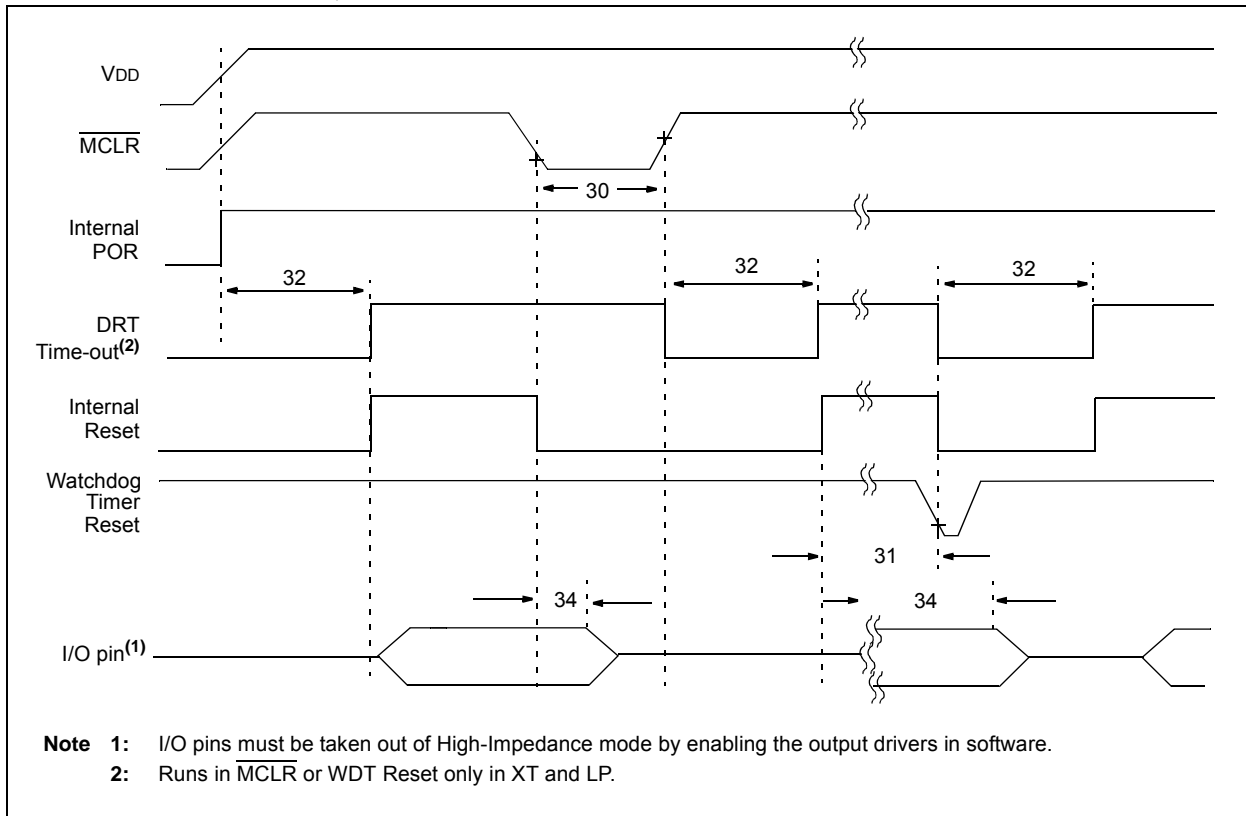 VDD
MCLR
30
Internal
POR
32
32
32
DRT
Time-out(2)
Internal
Reset
Watchdog
Timer
Reset
31
34
34
I/O pin(1)
Note 1: I/O pins must be taken out of High-Impedance mode by enabling the output drivers in software.
2: Runs in MCLR or WDT Reset only in XT and LP.